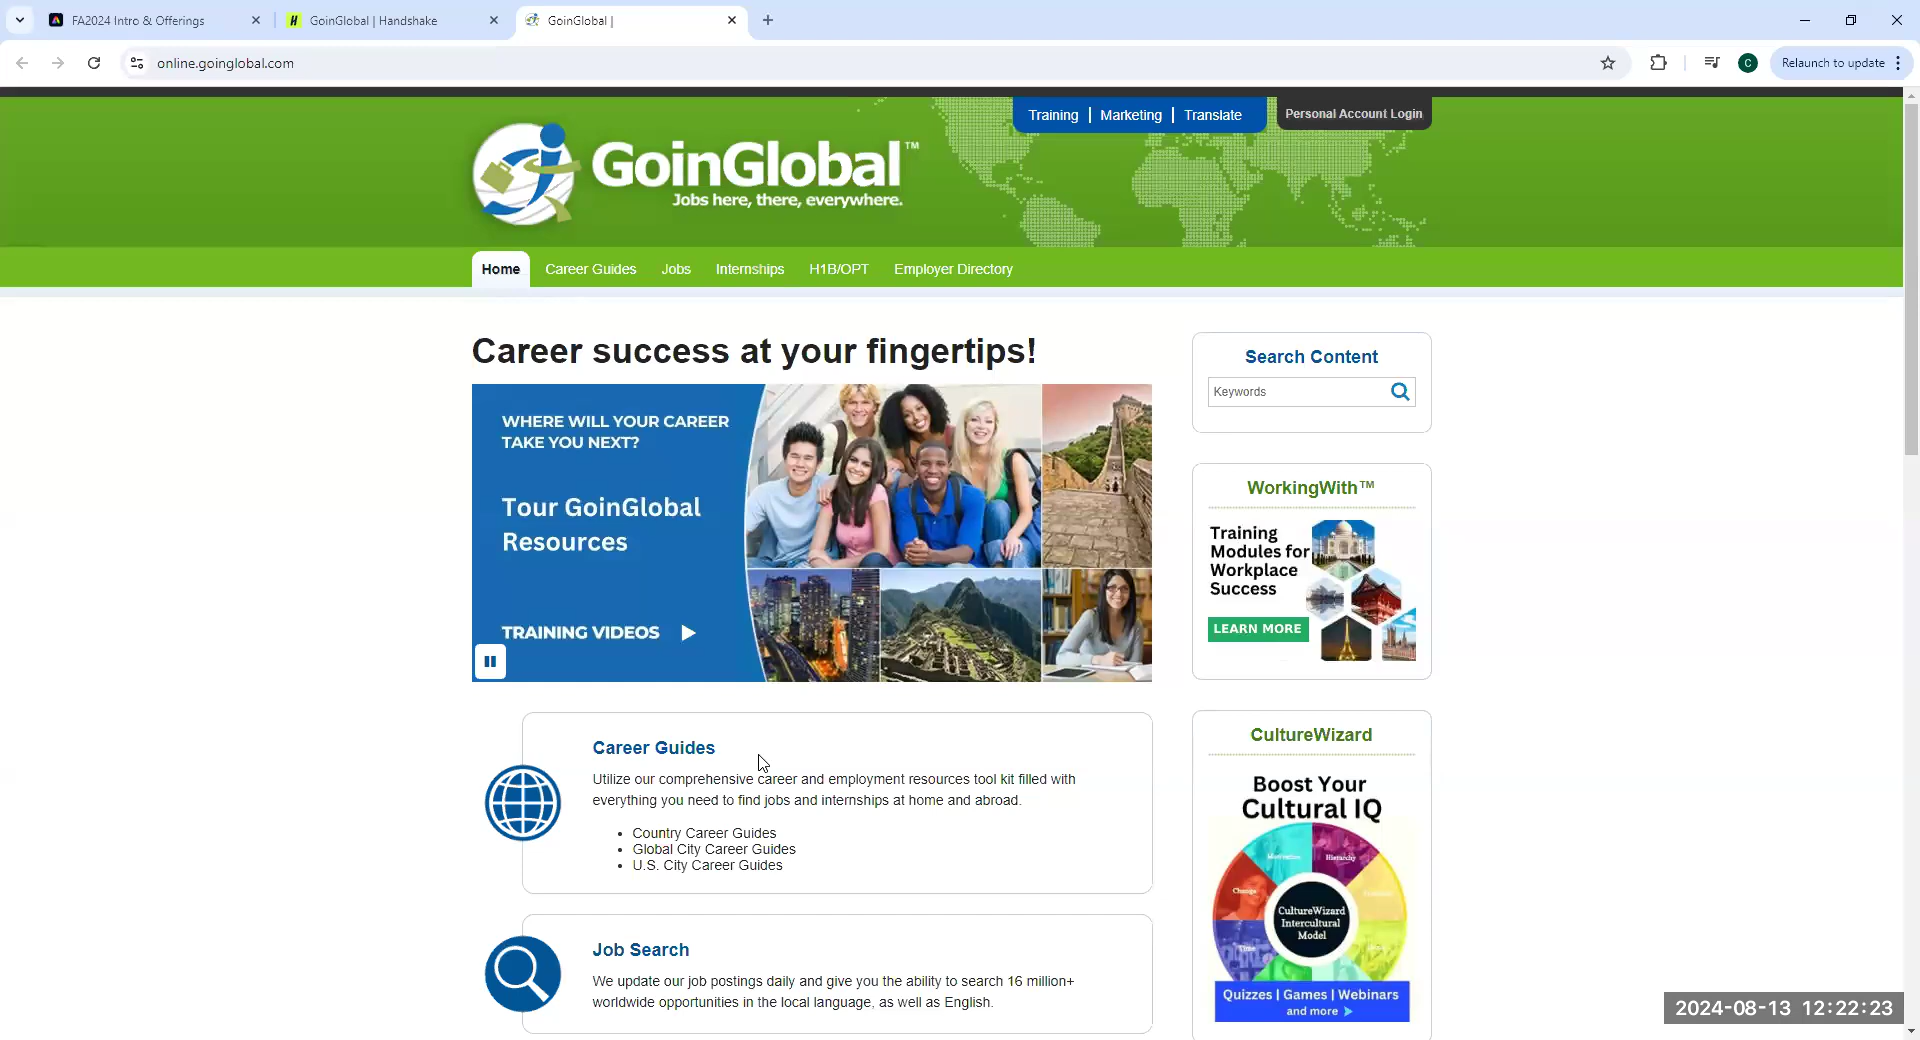 FA2024 Intro & Offerings
GoinGlobal | Handshake
GoinGlobal |
online.goinglobal.com
C
Relaunch to update
Training | Marketing | Translate
Personal Account Login
GoinGlobal™
Jobs here, there, everywhere.
Home
Career Guides
Jobs
Internships
H1B/OPT
Employer Directory
Career success at your fingertips!
WHERE WILL YOUR CAREER
TAKE YOU NEXT?
Tour GoinGlobal
Resources
TRAINING VIDEOS
Search Content
Keywords
WorkingWith™
Training
Modules for
Workplace
Success
LEARN MORE
Career Guides
Utilize our comprehensive career and employment resources tool kit filled with
everything you need to find jobs and internships at home and abroad.
• Country Career Guides
• Global City Career Guides
• U.S. City Career Guides
CultureWizard
Boost Your
Cultural IQ
Hierarchy
Change
CultureWizard
Intercultural
Model
Time
Quizzes | Games | Webinars
and more
Job Search
We update our job postings daily and give you the ability to search 16 million+
worldwide opportunities in the local language, as well as English.
2024-08-13 12:22:23